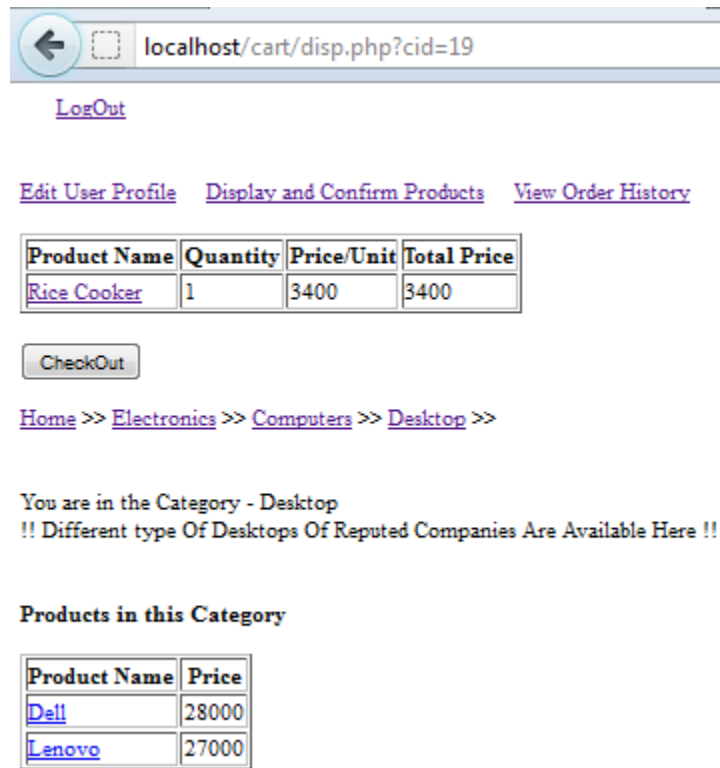 localhost/cart/disp.php?cid=19
LogOut
Edit User Profile Display and Confirm Products View Order History
Product Name Quantity Price/Unit Total Price
Rice Cooker 1 3400 3400
CheckOut
Home >> Electronics >> Computers >> Desktop >>
You are in the Category - Desktop
!! Different type Of Desktops Of Reputed Companies Are Available Here !!
Products in this Category
Product Name Price
Dell 28000
Lenovo 27000